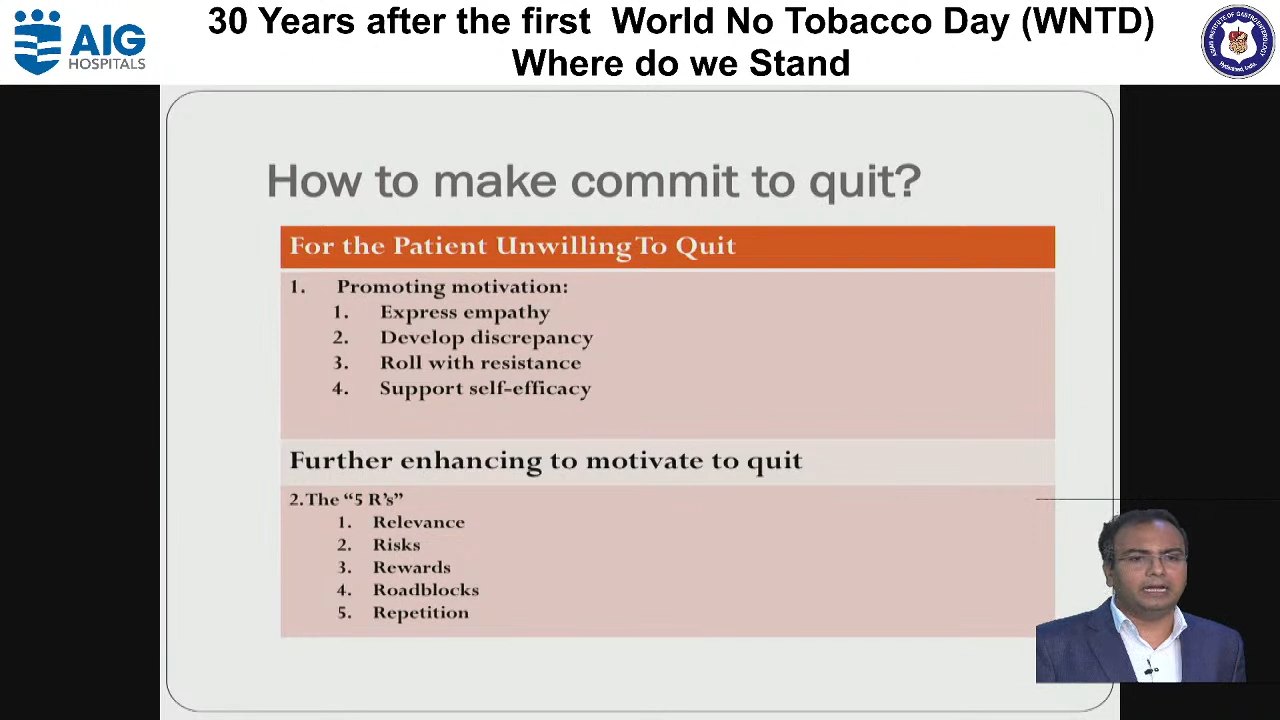 30 Years after the first World No Tobacco Day (WNTD)
Where do we Stand
AIG
HOSPITALS
How to make commit to quit?
For the Patient Unwilling To Quit
1. Promoting motivation:
1. Express empathy
2. Develop discrepancy
3. Roll with resistance
4. Support self-efficacy
Further enhancing to motivate to quit
2. The “5 R’s”
1. Relevance
2. Risks
3. Rewards
4. Roadblocks
5. Repetition